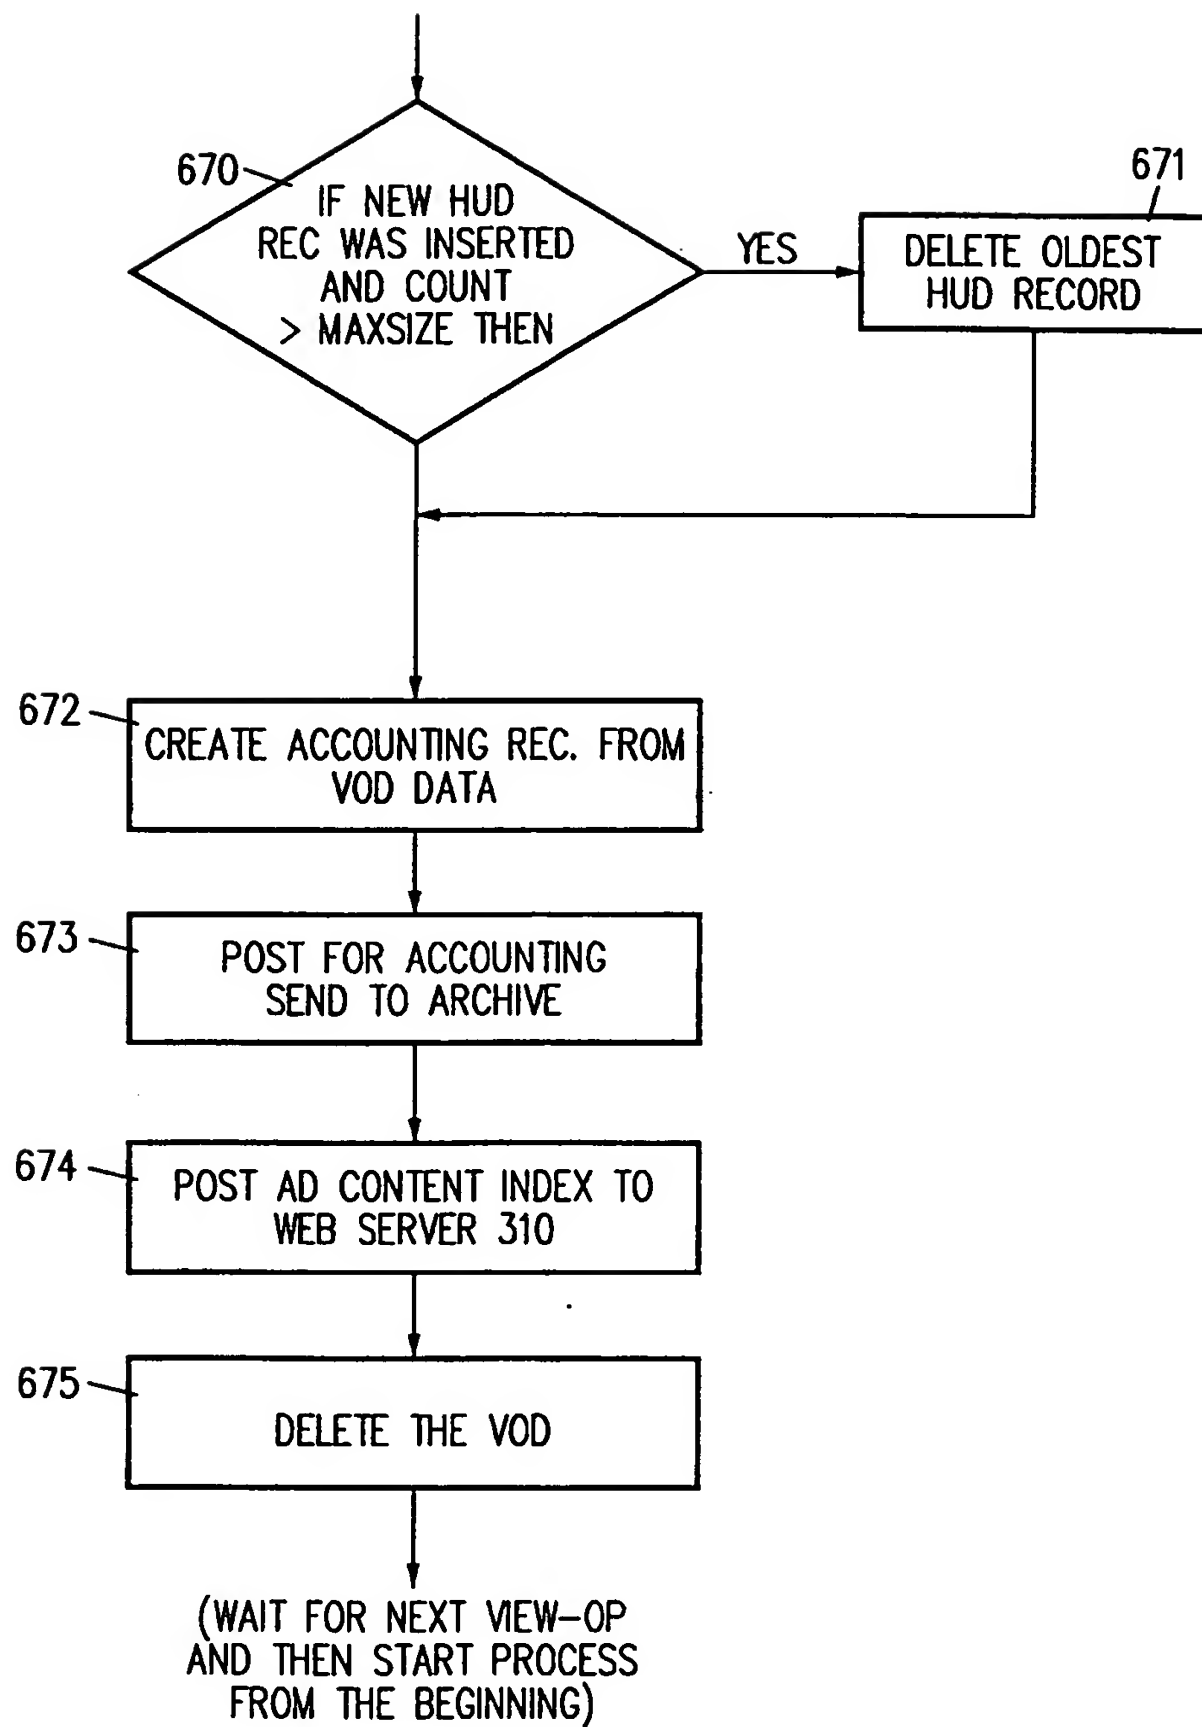 670
IF NEW HUD
REC WAS INSERTED
AND COUNT
> MAXSIZE THEN
YES
671
DELETE OLDEST
HUD RECORD
672
CREATE ACCOUNTING REC. FROM
VOD DATA
673
POST FOR ACCOUNTING
SEND TO ARCHIVE
674
POST AD CONTENT INDEX TO
WEB SERVER 310
675
DELETE THE VOD
(WAIT FOR NEXT VIEW-OP
AND THEN START PROCESS
FROM THE BEGINNING)